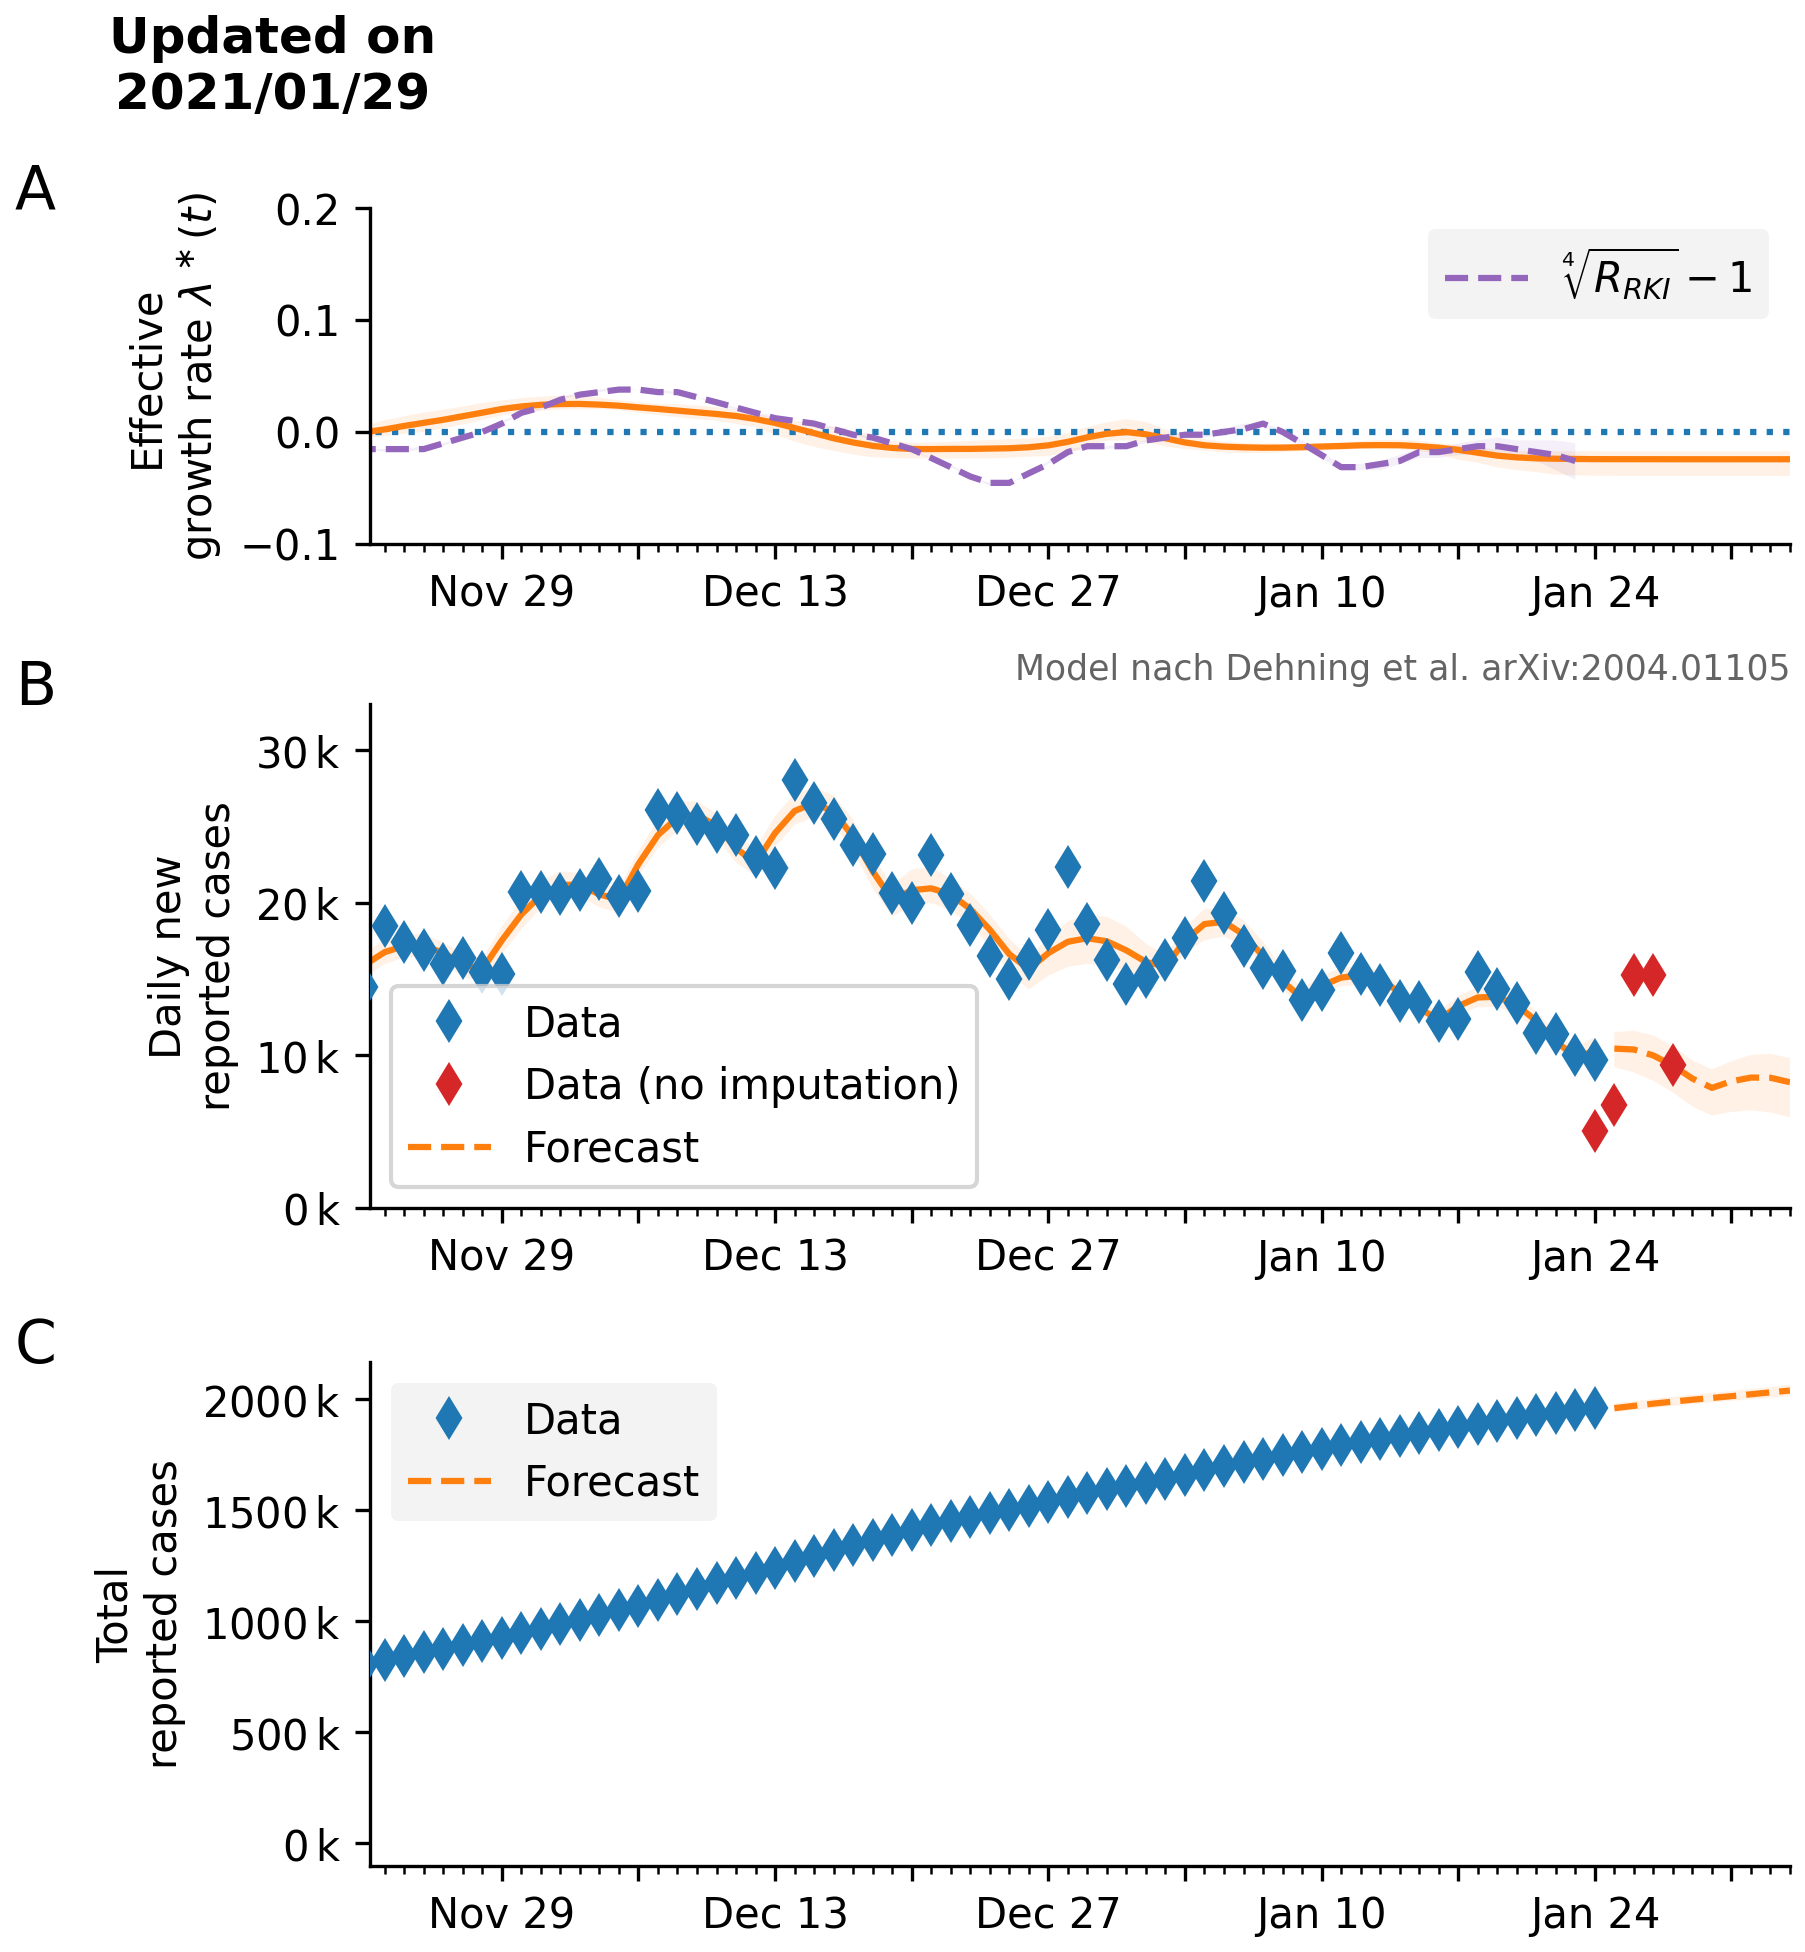 Updated on
2021/01/29
A
Effective
growth rate λ * (t)
0.2
0.1
0.0
−0.1
∜R_RKI − 1
Nov 29 Dec 13 Dec 27 Jan 10 Jan 24
B
Model nach Dehning et al. arXiv:2004.01105
Daily new
reported cases
30 k
20 k
10 k
0 k
Data
Data (no imputation)
Forecast
Nov 29 Dec 13 Dec 27 Jan 10 Jan 24
C
Total
reported cases
2000 k
1500 k
1000 k
500 k
0 k
Data
Forecast
Nov 29 Dec 13 Dec 27 Jan 10 Jan 24